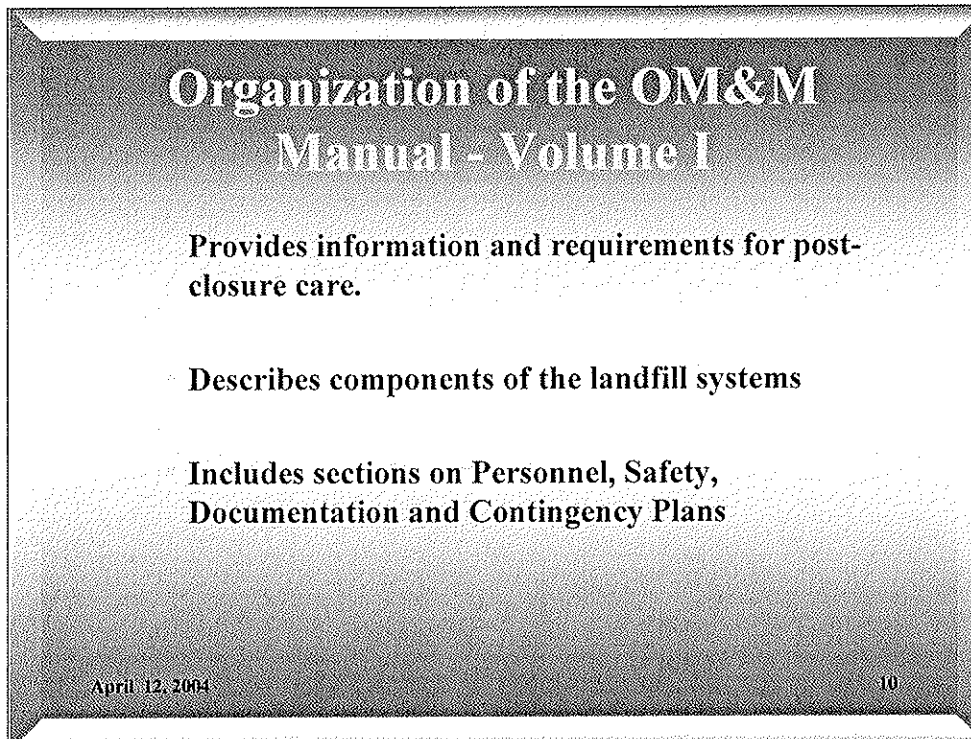 Organization of the OM&M
Manual - Volume I
Provides information and requirements for post-
closure care.
Describes components of the landfill systems
Includes sections on Personnel, Safety,
Documentation and Contingency Plans
April 12, 2004
10